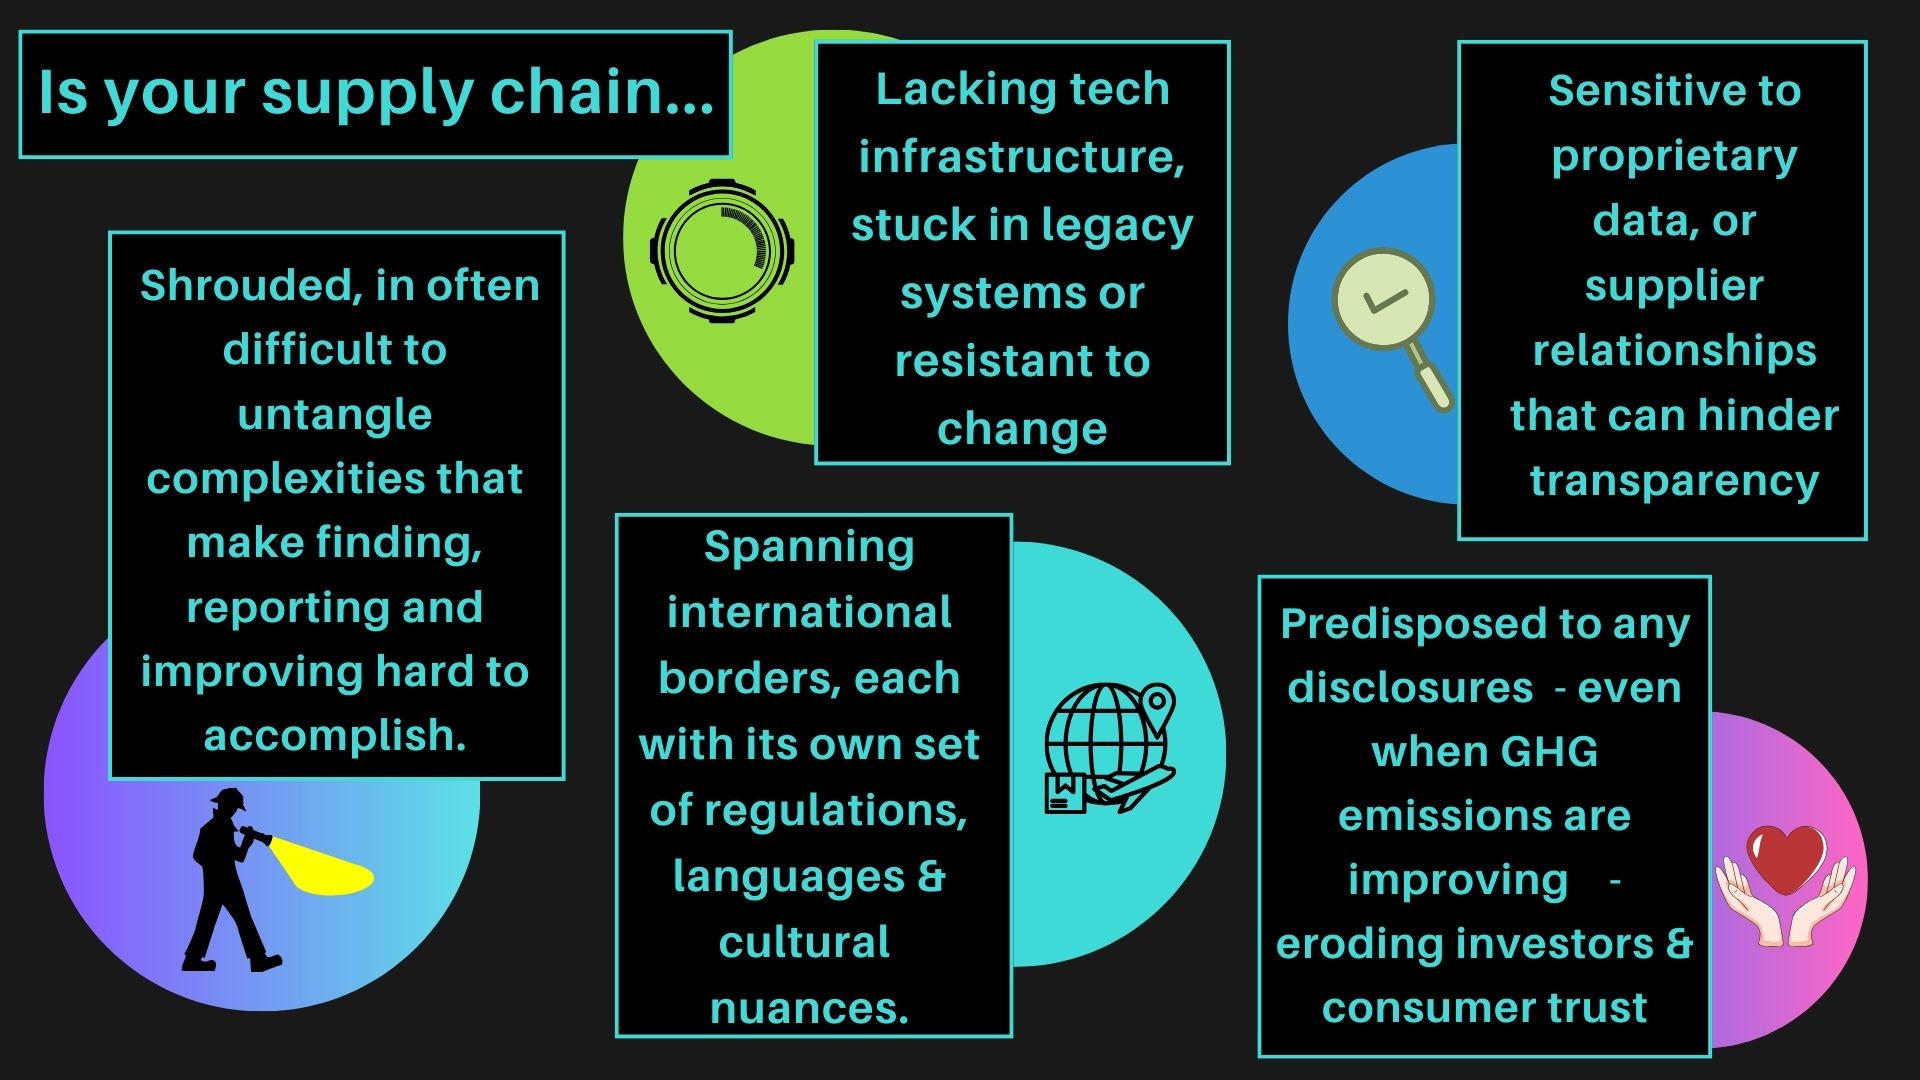 Is your supply chain...
Shrouded, in often
difficult to
untangle
complexities that
make finding,
reporting and
improving hard to
accomplish.
Lacking tech
infrastructure,
stuck in legacy
systems or
resistant to
change
Spanning
international
borders, each
with its own set
of regulations,
languages &
cultural
nuances.
Sensitive to
proprietary
data, or
supplier
relationships
that can hinder
transparency
Predisposed to any
disclosures - even
when GHG
emissions are
improving -
eroding investors &
consumer trust